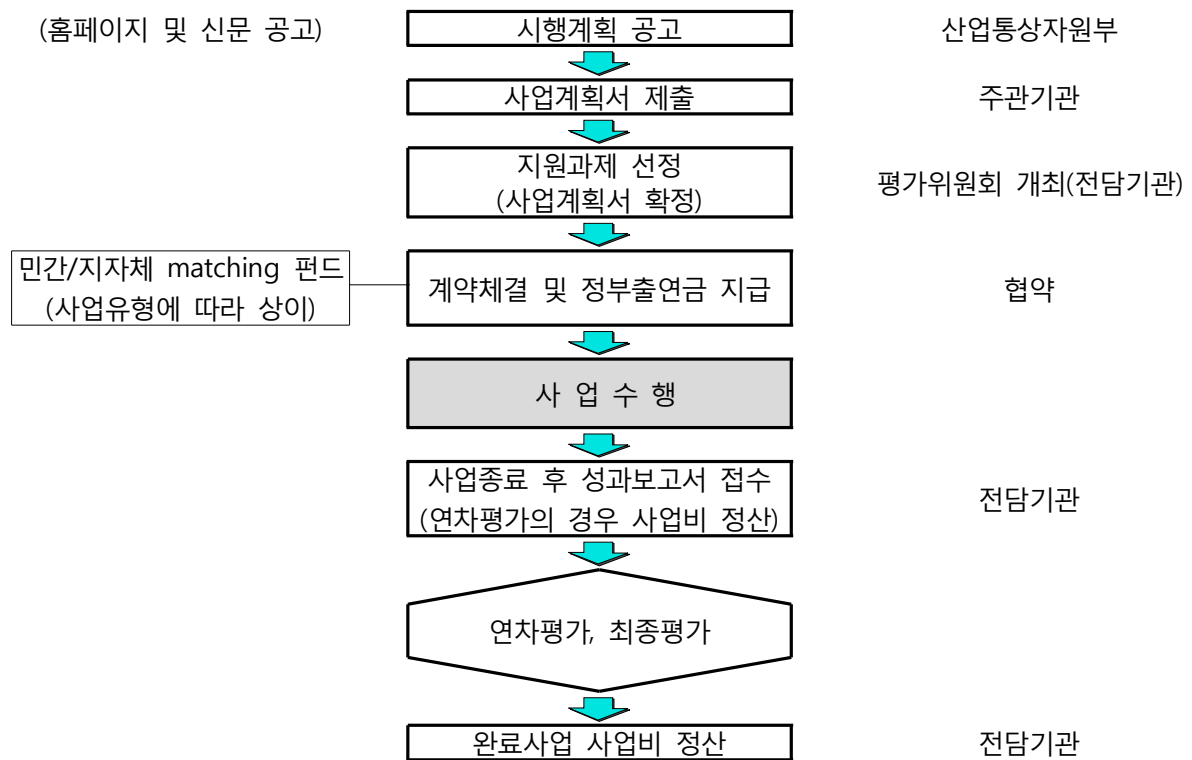 (홈페이지 및 신문 공고)
시행계획 공고
산업통상자원부
사업계획서 제출
주관기관
지원과제 선정
(사업계획서 확정)
평가위원회 개최(전담기관)
민간/지자체 matching 펀드
(사업유형에 따라 상이)
계약체결 및 정부출연금 지급
협약
사 업 수 행
사업종료 후 성과보고서 접수
(연차평가의 경우 사업비 정산)
전담기관
연차평가, 최종평가
완료사업 사업비 정산
전담기관